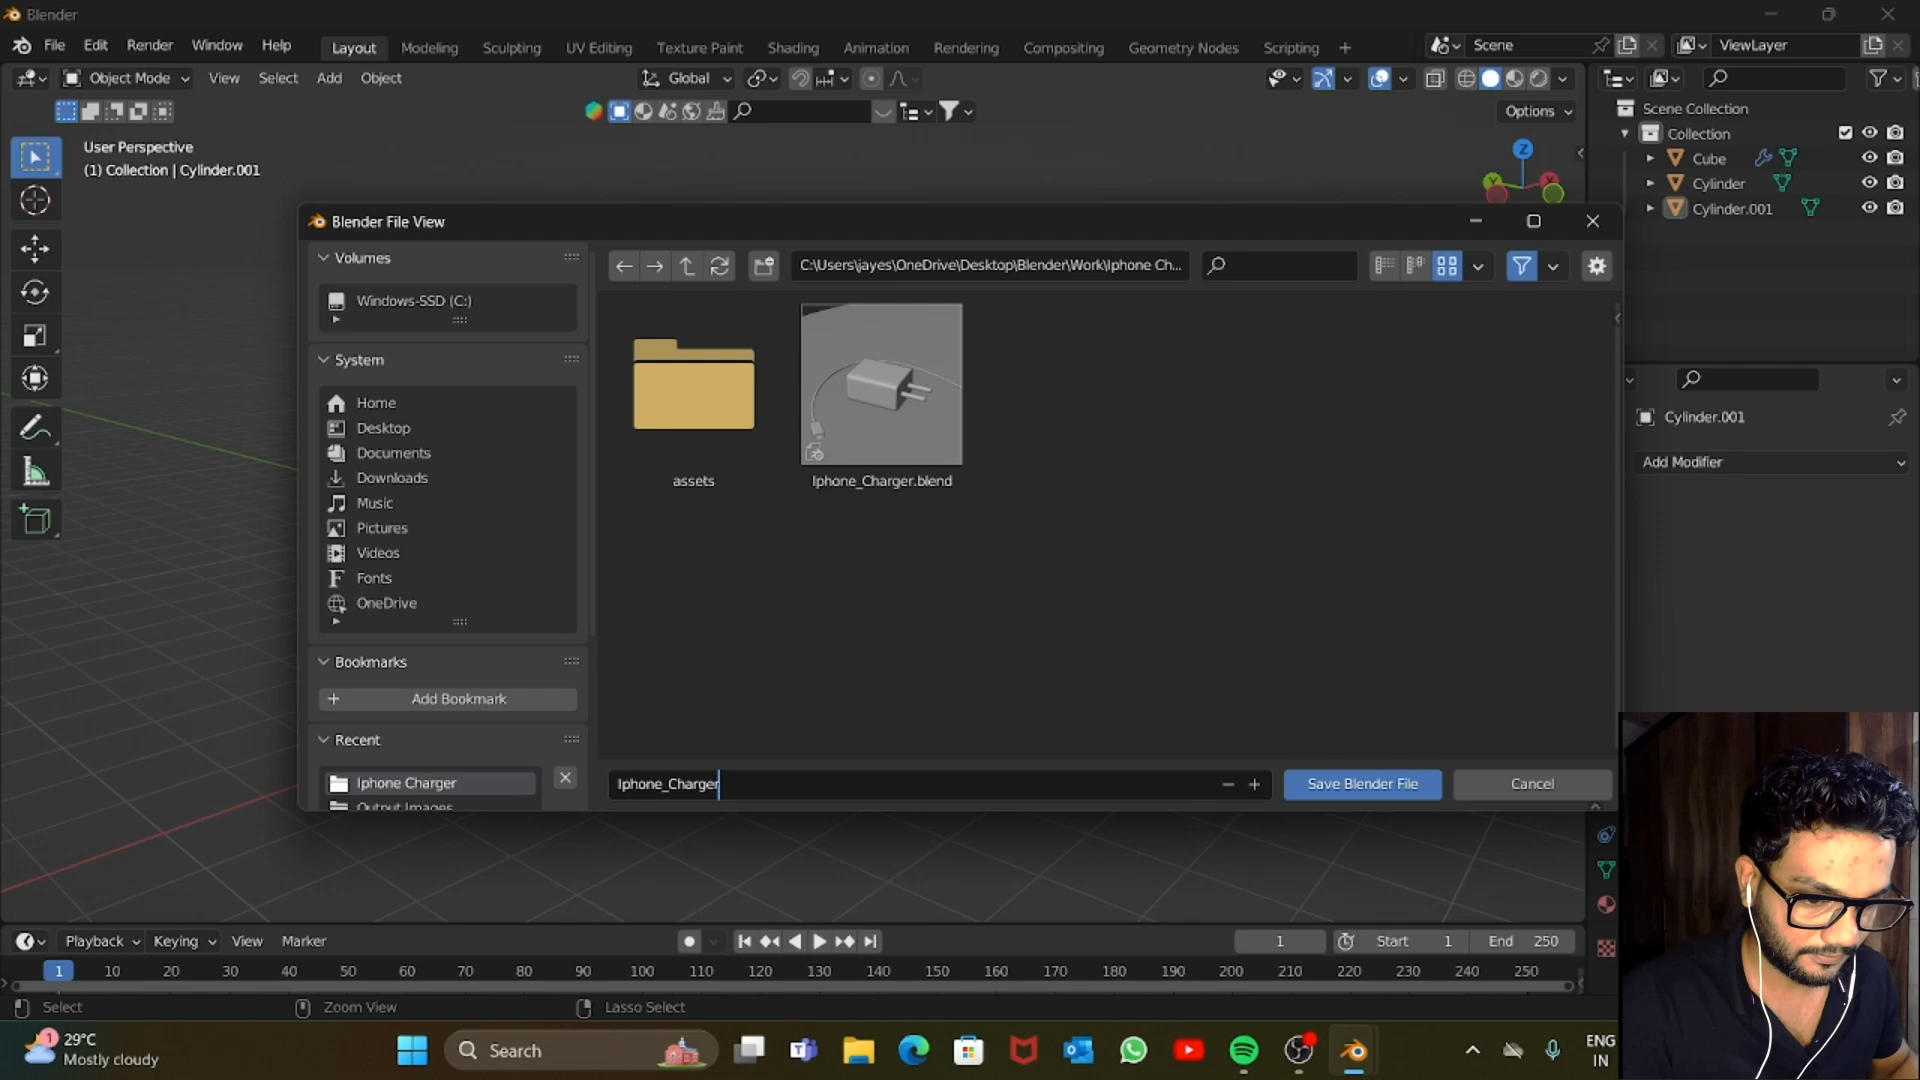 Blender
File Edit Render Window Help Layout Modeling Sculpting UV Editing Texture Paint Shading Animation Rendering Compositing Geometry Nodes Scripting + Scene ViewLayer
Object Mode View Select Add Object Global
Options
User Perspective
(1) Collection | Cylinder.001
Z
Y
X
Scene Collection
Collection
Cube
Cylinder
Cylinder.001
Cylinder.001
Add Modifier
Blender File View
Volumes
Windows-SSD (C:)
System
Home
Desktop
Documents
Downloads
Music
Pictures
Videos
Fonts
OneDrive
Bookmarks
+ Add Bookmark
Recent
Iphone Charger
Output Images
C:\Users\jayes\OneDrive\Desktop\Blender\Work\Iphone Ch...
assets
Iphone_Charger.blend
Iphone_Charger
Save Blender File
Cancel
Playback Keying View Marker 1 Start 1 End 250
1 10 20 30 40 50 60 70 80 90 100 110 120 130 140 150 160 170 180 190 200 210 220 230 240 250
Select Zoom View Lasso Select
1
29°C
Mostly cloudy
Search
ENG
IN